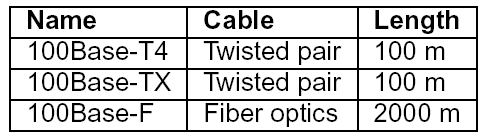 Name Cable Length
100Base-T4 Twisted pair 100 m
100Base-TX Twisted pair 100 m
100Base-F Fiber optics 2000 m